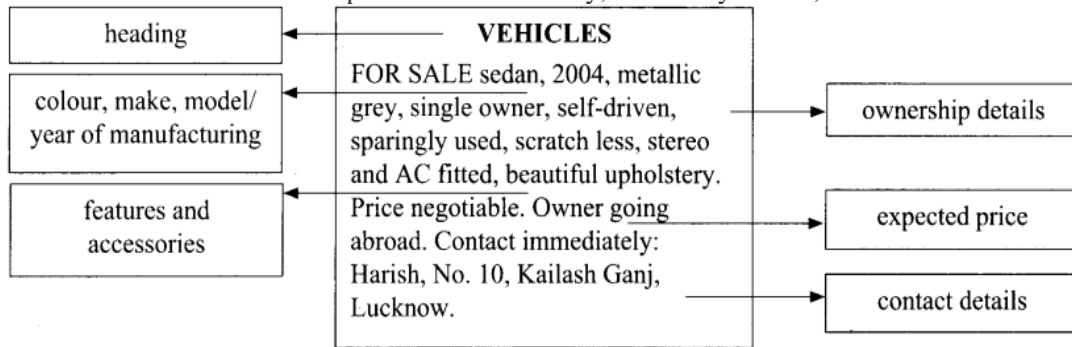 heading
colour, make, model/
year of manufacturing
features and
accessories
VEHICLES
FOR SALE sedan, 2004, metallic
grey, single owner, self-driven,
sparingly used, scratch less, stereo
and AC fitted, beautiful upholstery.
Price negotiable. Owner going
abroad. Contact immediately:
Harish, No. 10, Kailash Ganj,
Lucknow.
ownership details
expected price
contact details